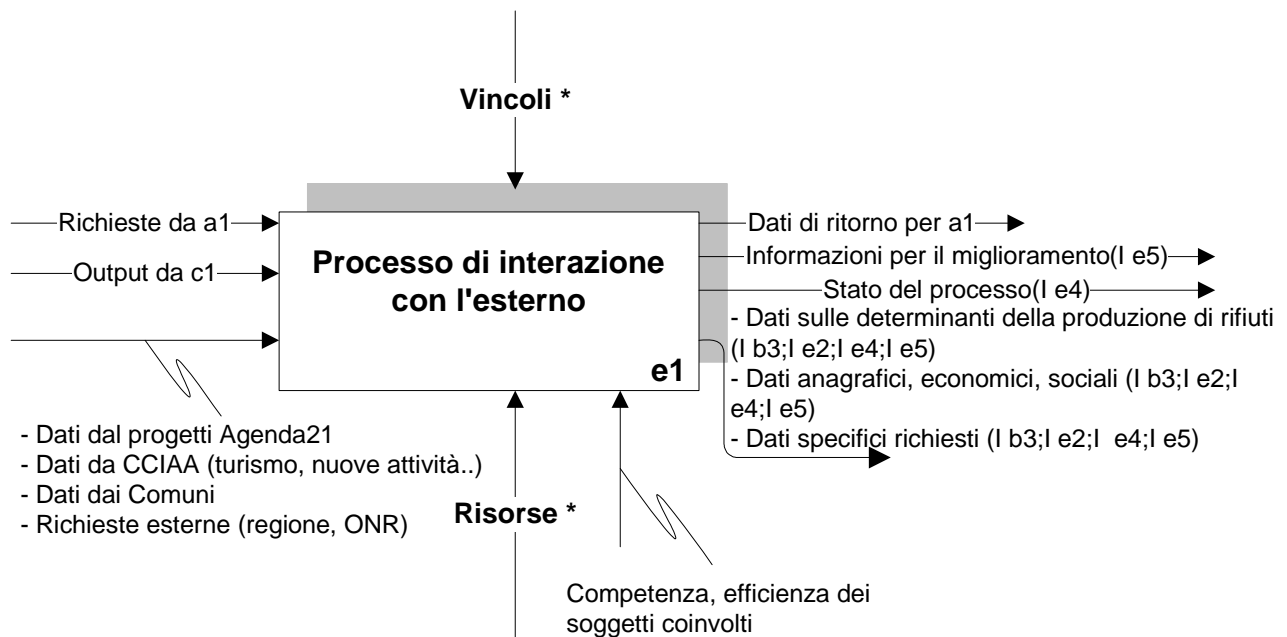 Vincoli *
Richieste da a1
Output da c1
Processo di interazione
con l'esterno
e1
Dati di ritorno per a1
Informazioni per il miglioramento(I e5)
Stato del processo(I e4)
- Dati sulle determinanti della produzione di rifiuti
(I b3;I e2;I e4;I e5)
- Dati anagrafici, economici, sociali (I b3;I e2;I
e4;I e5)
- Dati specifici richiesti (I b3;I e2;I e4;I e5)
- Dati dal progetti Agenda21
- Dati da CCIAA (turismo, nuove attività..)
- Dati dai Comuni
- Richieste esterne (regione, ONR)
Risorse *
Competenza, efficienza dei
soggetti coinvolti